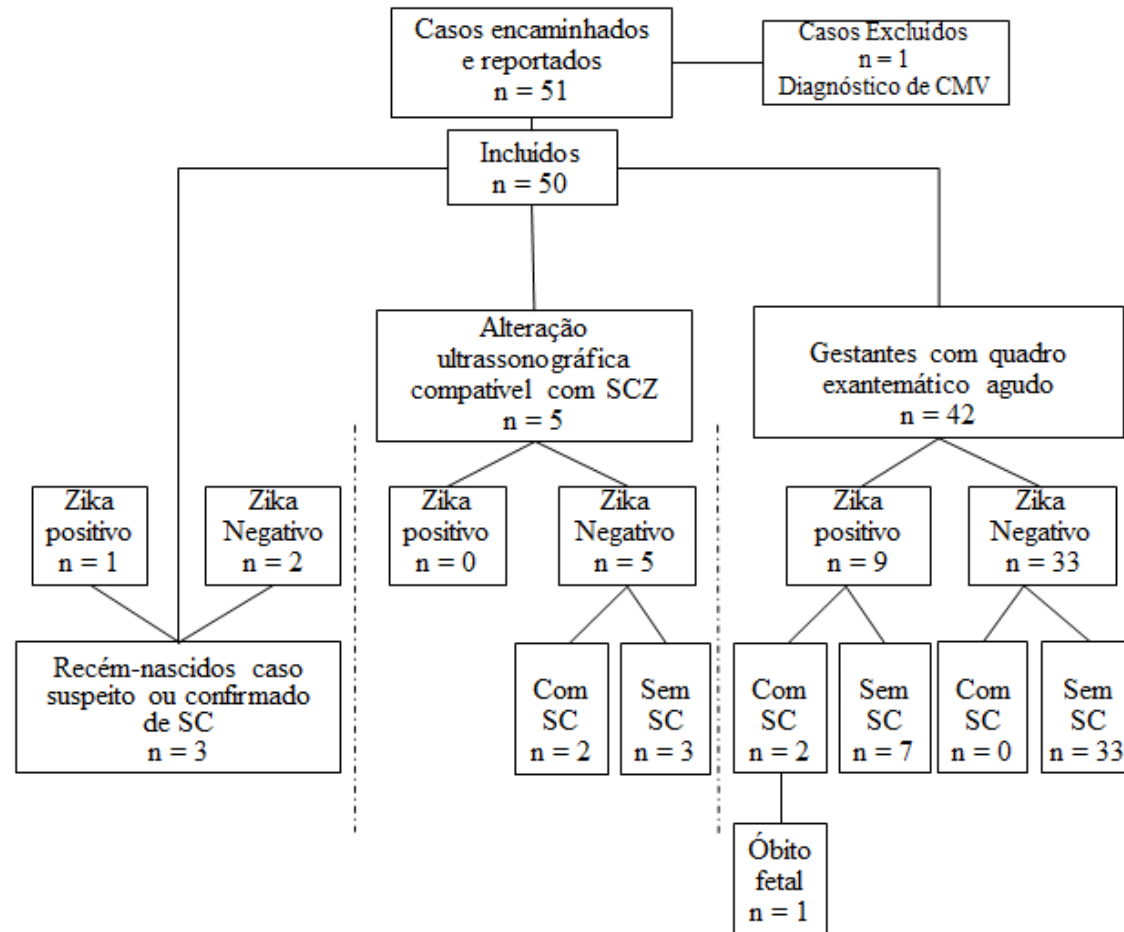 Casos encaminhados
e reportados
n = 51
Casos Excluídos
n = 1
Diagnóstico de CMV
Incluídos
n = 50
Alteração
ultrassonográfica
compatível com SCZ
n = 5
Gestantes com quadro
exantemático agudo
n = 42
Zika
positivo
n = 1
Zika
Negativo
n = 2
Zika
positivo
n = 0
Zika
Negativo
n = 5
Zika
positivo
n = 9
Zika
Negativo
n = 33
Recém-nascidos caso
suspeito ou confirmado
de SC
n = 3
Com
SC
n = 2
Sem
SC
n = 3
Com
SC
n = 2
Sem
SC
n = 7
Com
SC
n = 0
Sem
SC
n = 33
Óbito
fetal
n = 1